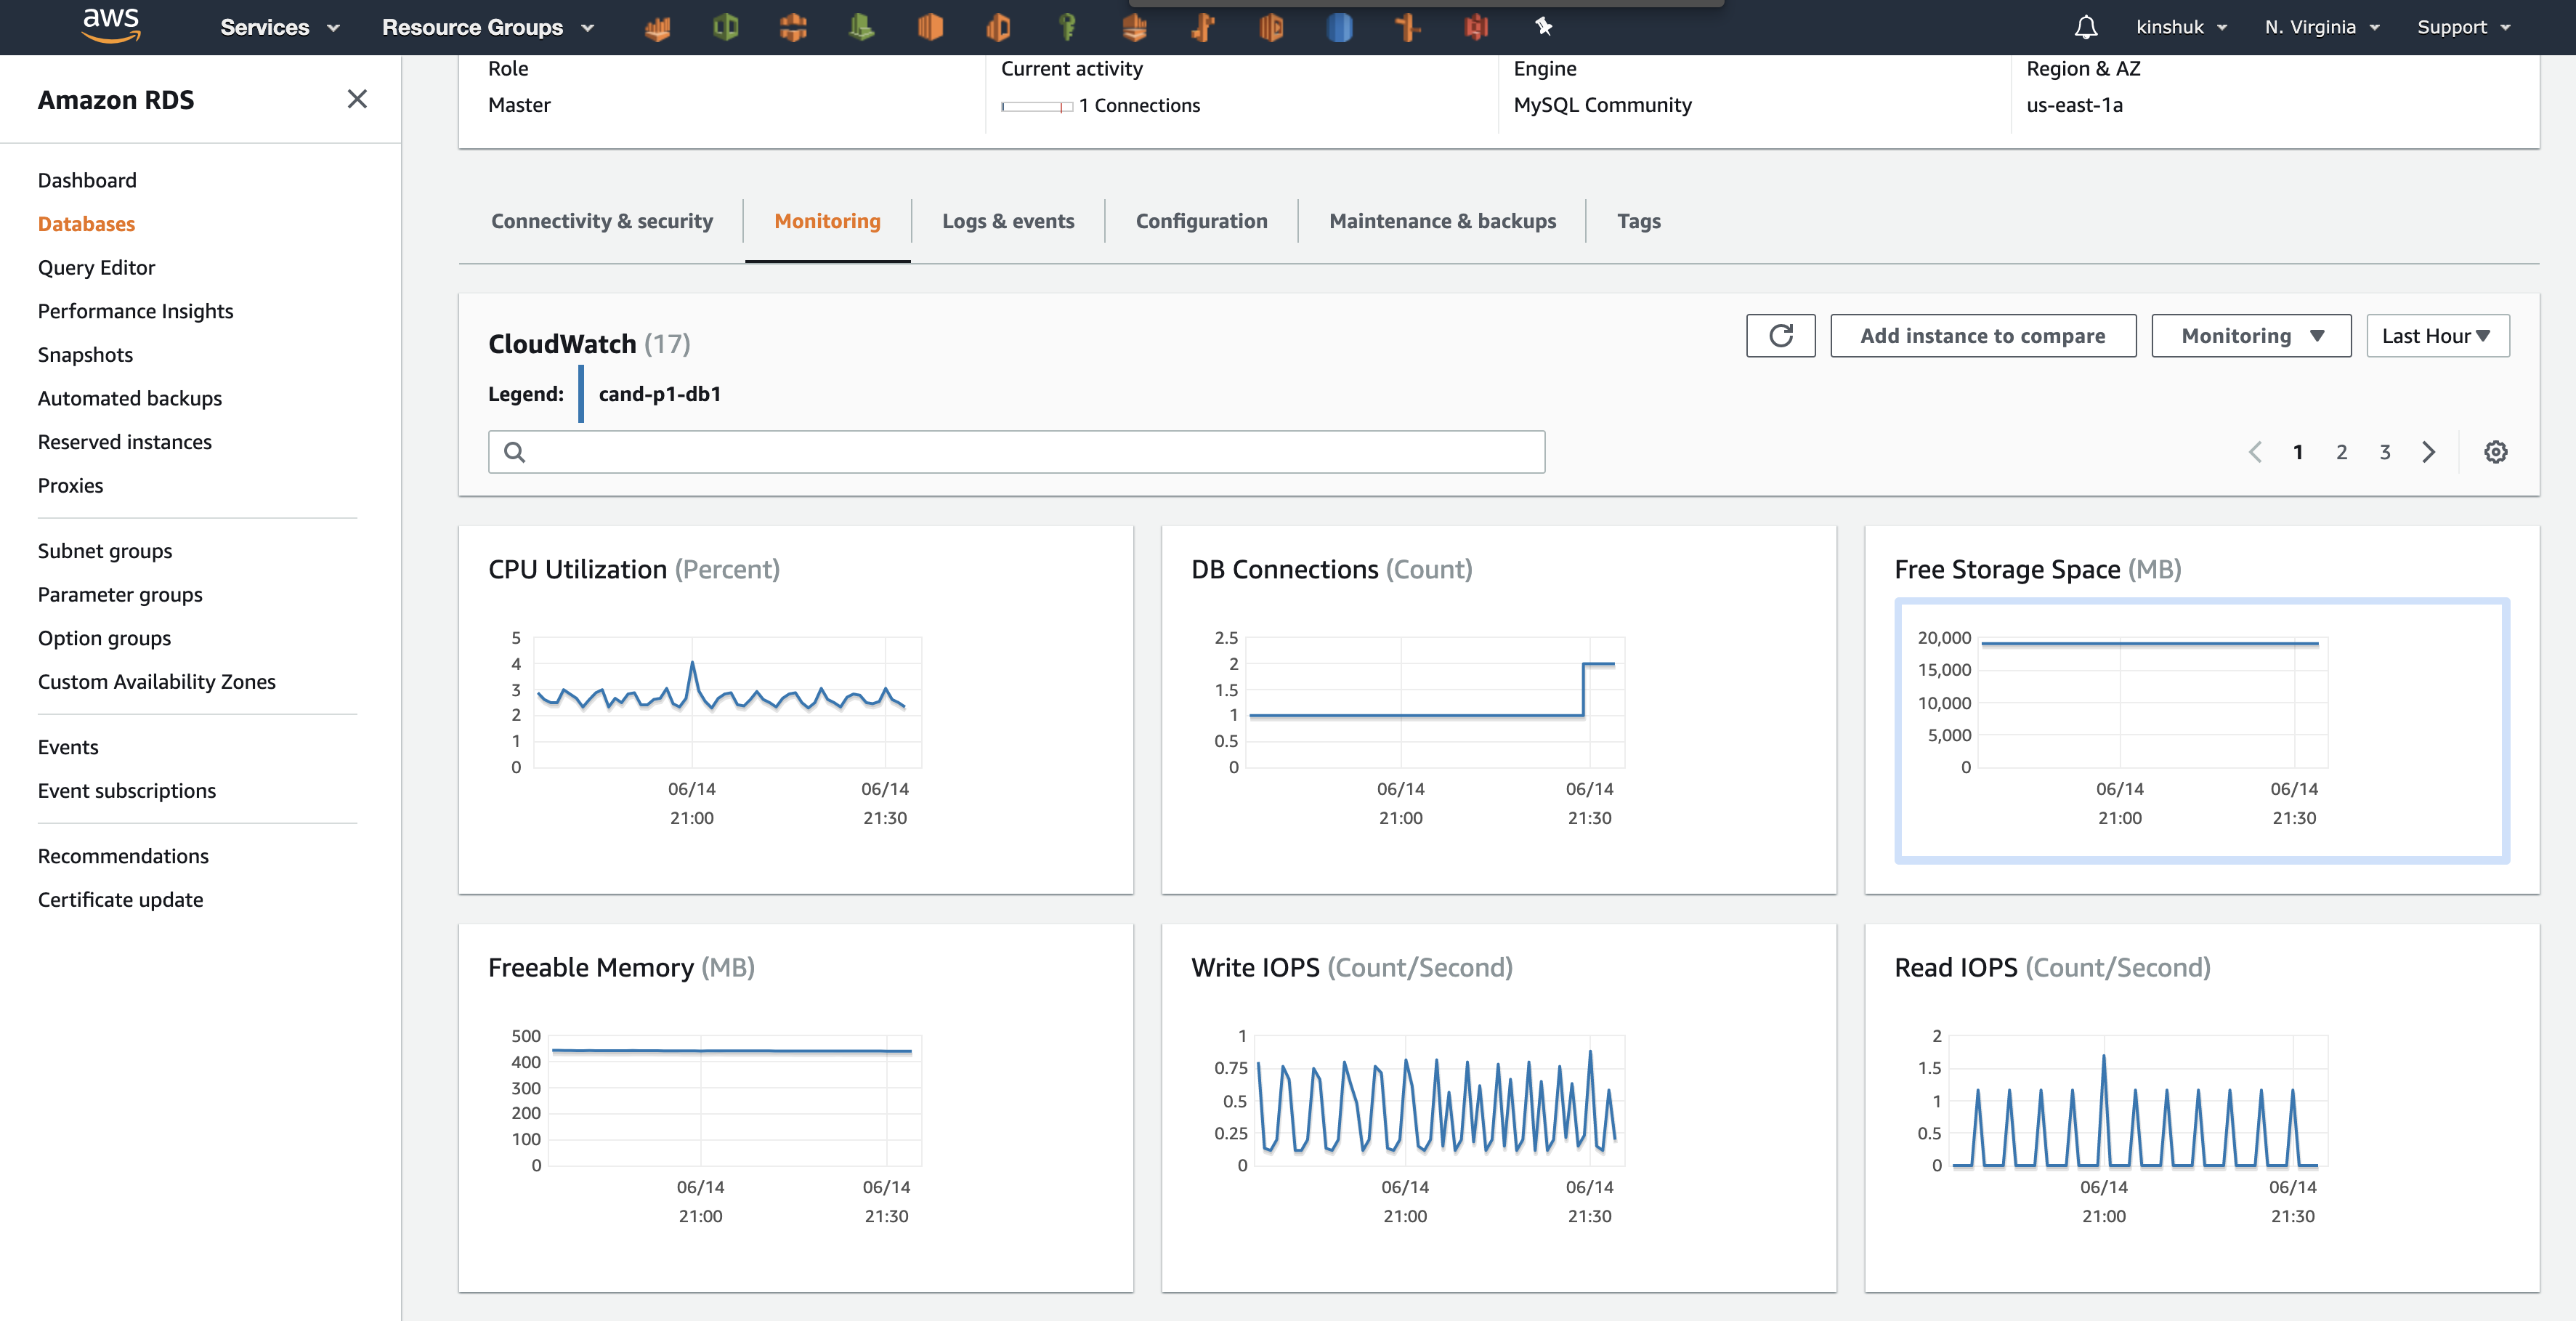 aws Services Resource Groups kinshuk N. Virginia Support
Amazon RDS
Dashboard
Databases
Query Editor
Performance Insights
Snapshots
Automated backups
Reserved instances
Proxies
Subnet groups
Parameter groups
Option groups
Custom Availability Zones
Events
Event subscriptions
Recommendations
Certificate update
Role Current activity Engine Region & AZ
Master 1 Connections MySQL Community us-east-1a
Connectivity & security Monitoring Logs & events Configuration Maintenance & backups Tags
CloudWatch (17)
Add instance to compare Monitoring Last Hour
Legend: cand-p1-db1
1 2 3
CPU Utilization (Percent)
5
4
3
2
1
0
06/14 06/14
21:00 21:30
DB Connections (Count)
2.5
2
1.5
1
0.5
0
06/14 06/14
21:00 21:30
Free Storage Space (MB)
20,000
15,000
10,000
5,000
0
06/14 06/14
21:00 21:30
Freeable Memory (MB)
500
400
300
200
100
0
06/14 06/14
21:00 21:30
Write IOPS (Count/Second)
1
0.75
0.5
0.25
0
06/14 06/14
21:00 21:30
Read IOPS (Count/Second)
2
1.5
1
0.5
0
06/14 06/14
21:00 21:30